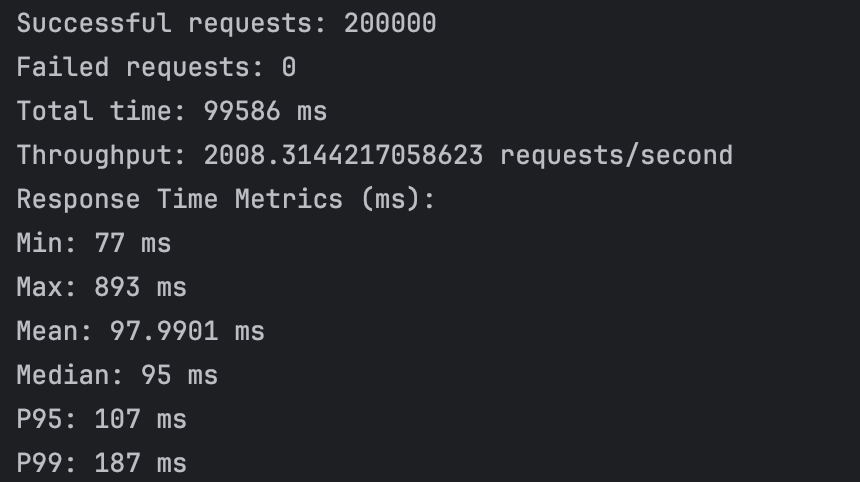 Successful requests: 200000
Failed requests: 0
Total time: 99586 ms
Throughput: 2008.3144217058623 requests/second
Response Time Metrics (ms):
Min: 77 ms
Max: 893 ms
Mean: 97.9901 ms
Median: 95 ms
P95: 107 ms
P99: 187 ms